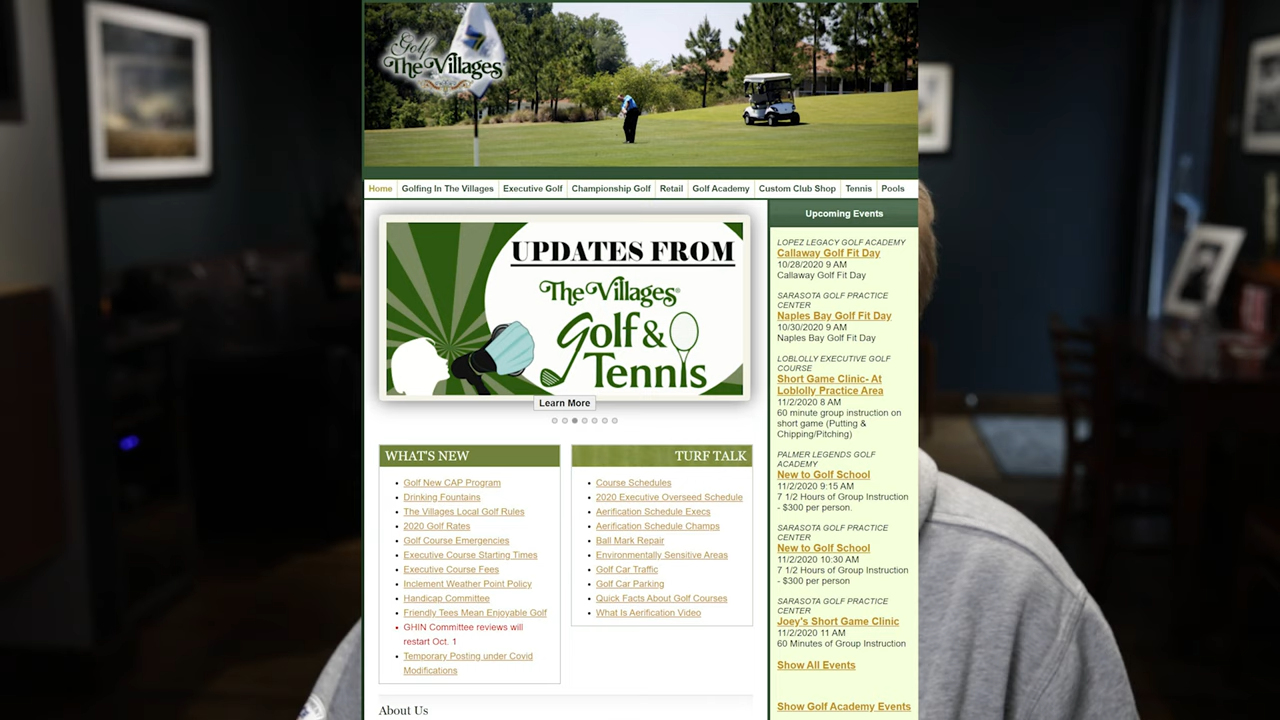 Golf
The Villages
Home
Golfing In The Villages
Executive Golf
Championship Golf
Retail
Golf Academy
Custom Club Shop
Tennis
Pools
UPDATES FROM
The Villages®
Golf &
Tennis
Learn More
WHAT'S NEW
Golf New CAP Program
Drinking Fountains
The Villages Local Golf Rules
2020 Golf Rates
Golf Course Emergencies
Executive Course Starting Times
Executive Course Fees
Inclement Weather Point Policy
Handicap Committee
Friendly Tees Mean Enjoyable Golf
GHIN Committee reviews will
restart Oct. 1
Temporary Posting under Covid
Modifications
TURF TALK
Course Schedules
2020 Executive Overseed Schedule
Aerification Schedule Execs
Aerification Schedule Champs
Ball Mark Repair
Environmentally Sensitive Areas
Golf Car Traffic
Golf Car Parking
Quick Facts About Golf Courses
What Is Aerification Video
About Us
Upcoming Events
LOPEZ LEGACY GOLF ACADEMY
Callaway Golf Fit Day
10/28/2020 9 AM
Callaway Golf Fit Day
SARASOTA GOLF PRACTICE
CENTER
Naples Bay Golf Fit Day
10/30/2020 9 AM
Naples Bay Golf Fit Day
LOBLOLLY EXECUTIVE GOLF
COURSE
Short Game Clinic- At
Loblolly Practice Area
11/2/2020 8 AM
60 minute group instruction on
short game (Putting &
Chipping/Pitching)
PALMER LEGENDS GOLF
ACADEMY
New to Golf School
11/2/2020 9:15 AM
7 1/2 Hours of Group Instruction
- $300 per person.
SARASOTA GOLF PRACTICE
CENTER
New to Golf School
11/2/2020 10:30 AM
7 1/2 Hours of Group Instruction
- $300 per person
SARASOTA GOLF PRACTICE
CENTER
Joey's Short Game Clinic
11/2/2020 11 AM
60 Minutes of Group Instruction
Show All Events
Show Golf Academy Events